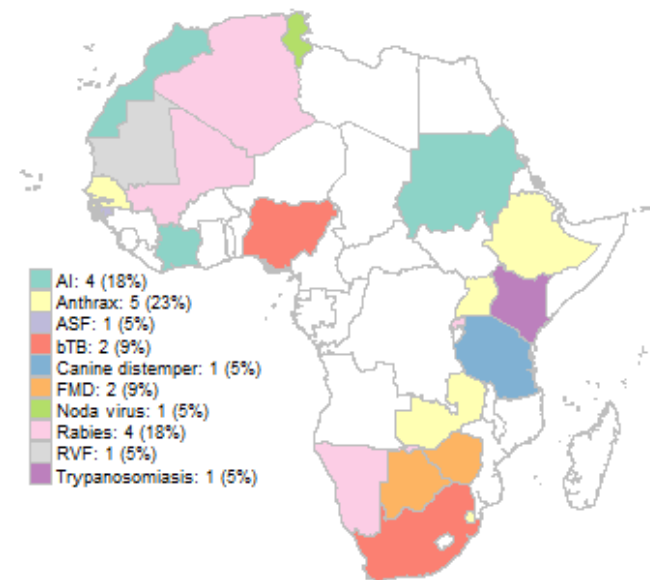 AI: 4 (18%)
Anthrax: 5 (23%)
ASF: 1 (5%)
bTB: 2 (9%)
Canine distemper: 1 (5%)
FMD: 2 (9%)
Noda virus: 1 (5%)
Rabies: 4 (18%)
RVF: 1 (5%)
Trypanosomiasis: 1 (5%)